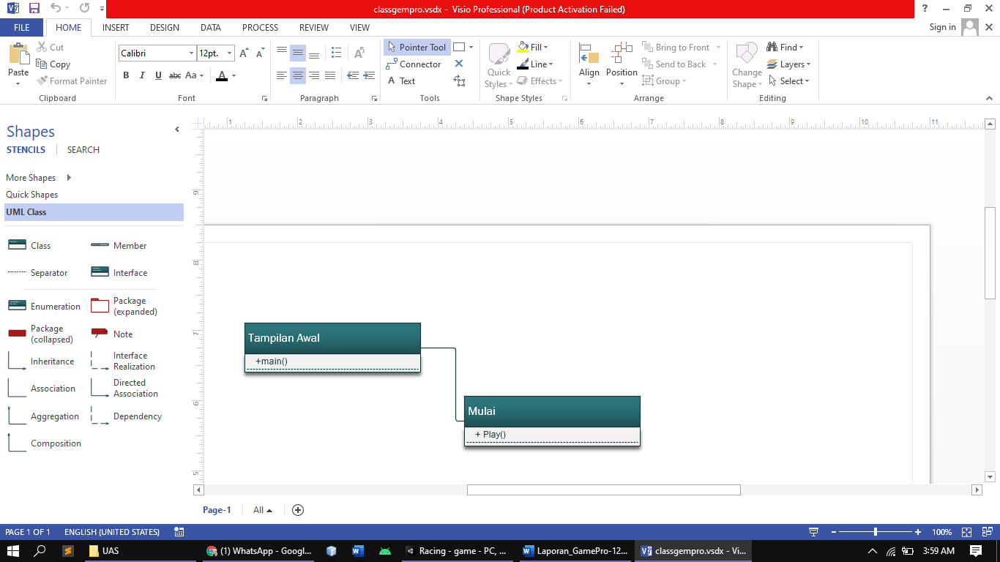 classgempro.vsdx - Visio Professional (Product Activation Failed)
FILE HOME INSERT DESIGN DATA PROCESS REVIEW VIEW Sign in
Paste
Cut
Copy
Format Painter
Clipboard
Calibri 12pt. A A
B I U abc Aa A
Font
A
Paragraph
Pointer Tool
Connector
A Text
Tools
Quick Styles
Fill
Line
Effects
Shape Styles
Align
Position
Bring to Front
Send to Back
Group
Arrange
Change Shape
Find
Layers
Select
Editing
Shapes
STENCILS SEARCH
More Shapes
Quick Shapes
UML Class
Class Member
Separator Interface
Enumeration Package (expanded)
Package (collapsed) Note
Inheritance Interface Realization
Association Directed Association
Aggregation Dependency
Composition
1 2 3 4 5 6 7 8 9 10 11
9
8
7
6
5
Tampilan Awal
+main()
Mulai
+ Play()
Page-1 All
PAGE 1 OF 1 ENGLISH (UNITED STATES) 100%
UAS
(1) WhatsApp - Googl...
Racing - game - PC, ...
Laporan_GamePro-12...
classgempro.vsdx - Vi...
3:59 AM